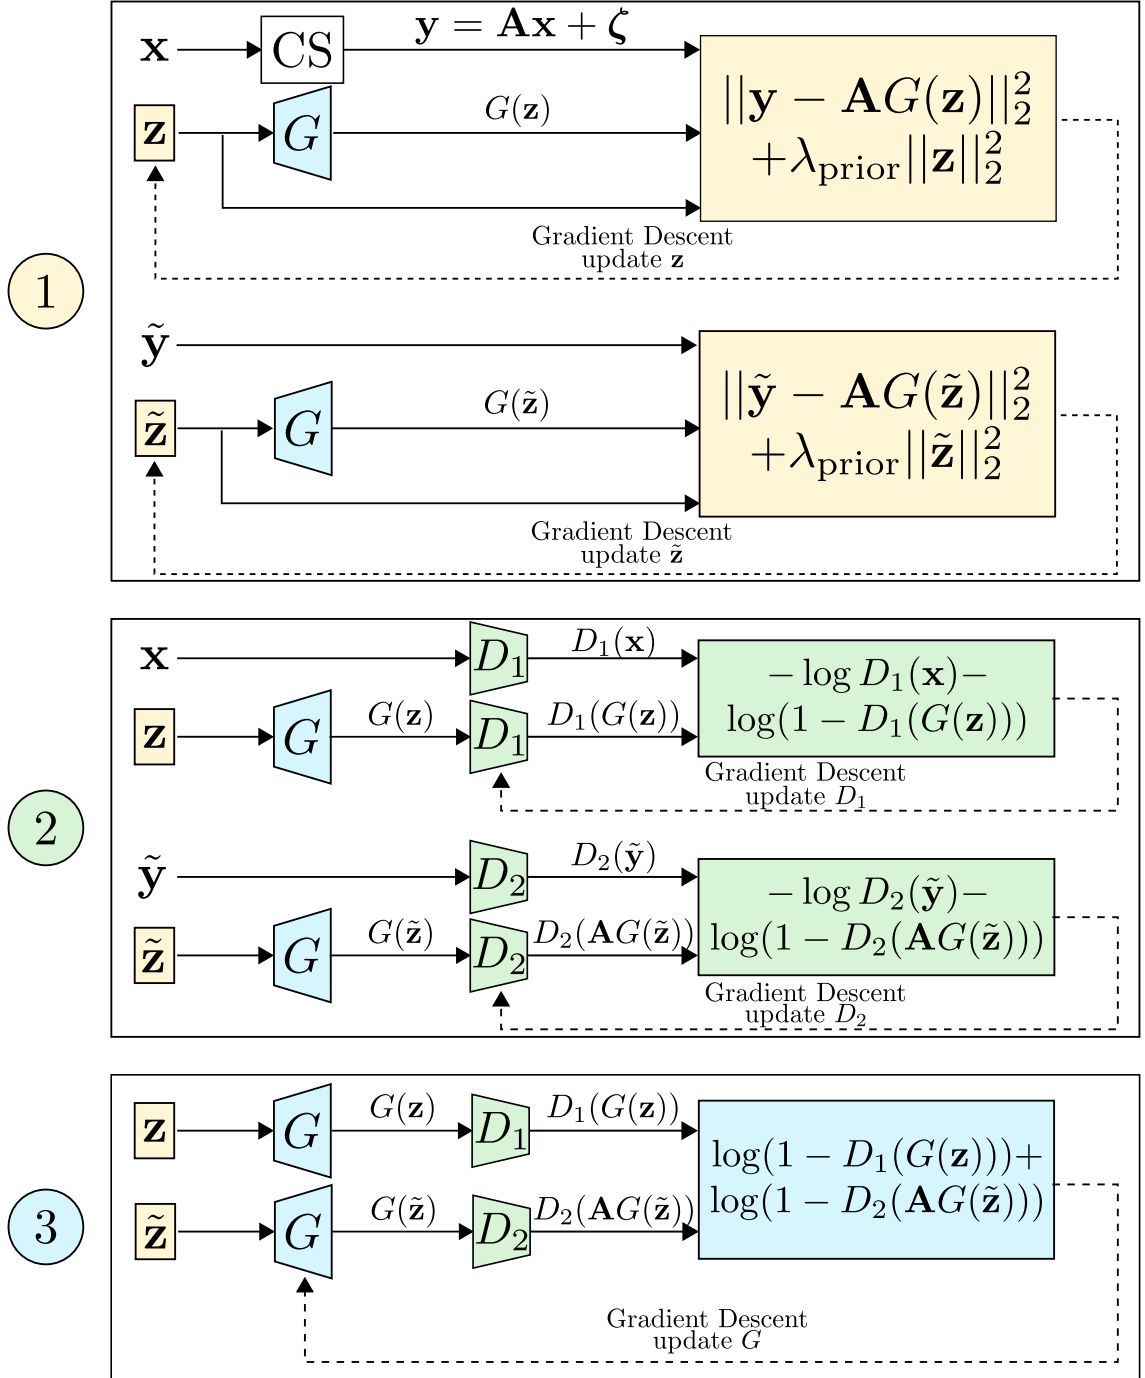 𝐱 CS 𝐲 = 𝐀𝐱 + 𝜻
𝐳 G G(𝐳)
||𝐲 − 𝐀G(𝐳)||₂²
+λ_prior||𝐳||₂²
Gradient Descent
update 𝐳
1
𝐲̃
𝐳̃ G G(𝐳̃)
||𝐲̃ − 𝐀G(𝐳̃)||₂²
+λ_prior||𝐳̃||₂²
Gradient Descent
update 𝐳̃
𝐱 D₁ D₁(𝐱)
𝐳 G G(𝐳) D₁ D₁(G(𝐳))
− log D₁(𝐱)−
log(1 − D₁(G(𝐳)))
Gradient Descent
update D₁
2
𝐲̃ D₂ D₂(𝐲̃)
𝐳̃ G G(𝐳̃) D₂ D₂(𝐀G(𝐳̃))
− log D₂(𝐲̃)−
log(1 − D₂(𝐀G(𝐳̃)))
Gradient Descent
update D₂
𝐳 G G(𝐳) D₁ D₁(G(𝐳))
𝐳̃ G G(𝐳̃) D₂ D₂(𝐀G(𝐳̃))
log(1 − D₁(G(𝐳)))+
log(1 − D₂(𝐀G(𝐳̃)))
3
Gradient Descent
update G